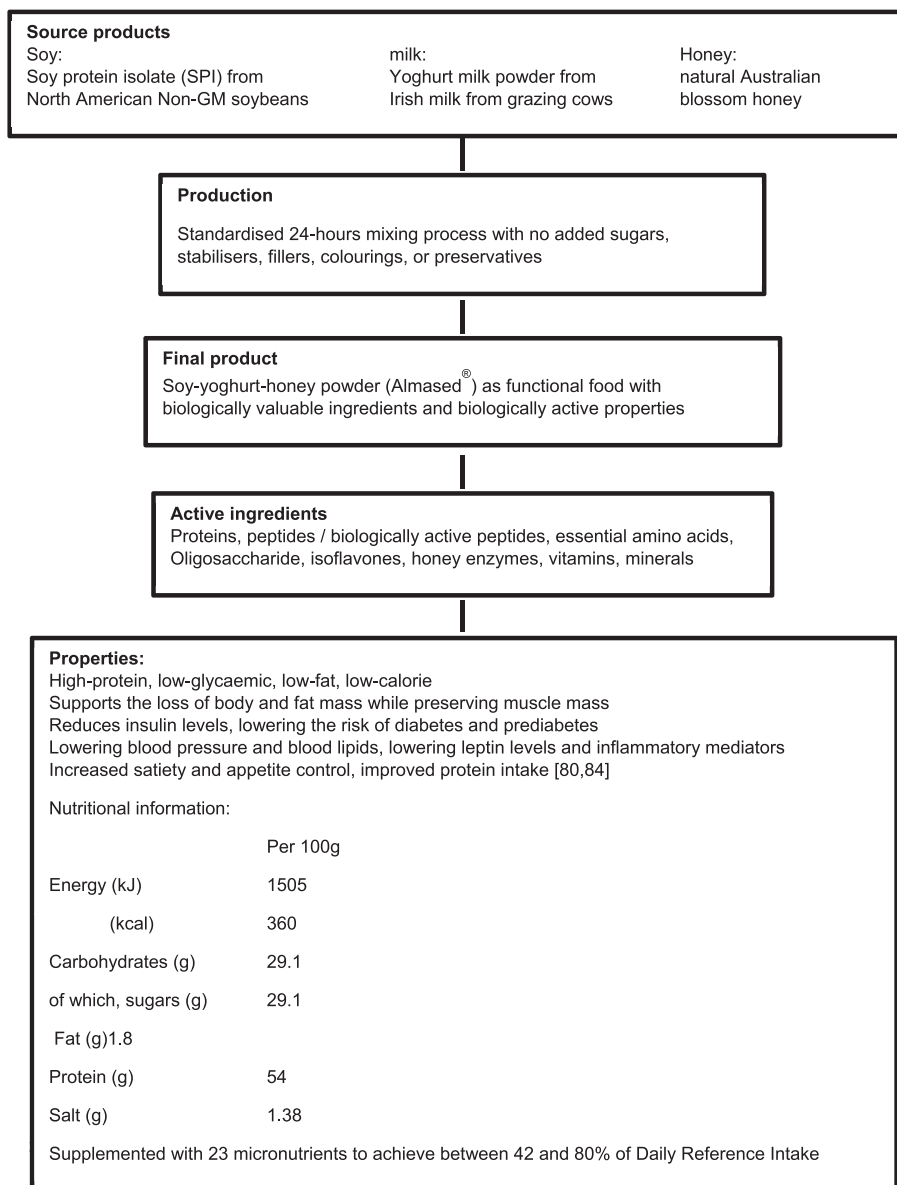 Source products
Soy:
Soy protein isolate (SPI) from
North American Non-GM soybeans
milk:
Yoghurt milk powder from
Irish milk from grazing cows
Honey:
natural Australian
blossom honey
Production
Standardised 24-hours mixing process with no added sugars,
stabilisers, fillers, colourings, or preservatives
Final product
Soy-yoghurt-honey powder (Almased®) as functional food with
biologically valuable ingredients and biologically active properties
Active ingredients
Proteins, peptides / biologically active peptides, essential amino acids,
Oligosaccharide, isoflavones, honey enzymes, vitamins, minerals
Properties:
High-protein, low-glycaemic, low-fat, low-calorie
Supports the loss of body and fat mass while preserving muscle mass
Reduces insulin levels, lowering the risk of diabetes and prediabetes
Lowering blood pressure and blood lipids, lowering leptin levels and inflammatory mediators
Increased satiety and appetite control, improved protein intake [80,84]
Nutritional information:
Per 100g
Energy (kJ) 1505
(kcal) 360
Carbohydrates (g) 29.1
of which, sugars (g) 29.1
Fat (g)1.8
Protein (g) 54
Salt (g) 1.38
Supplemented with 23 micronutrients to achieve between 42 and 80% of Daily Reference Intake